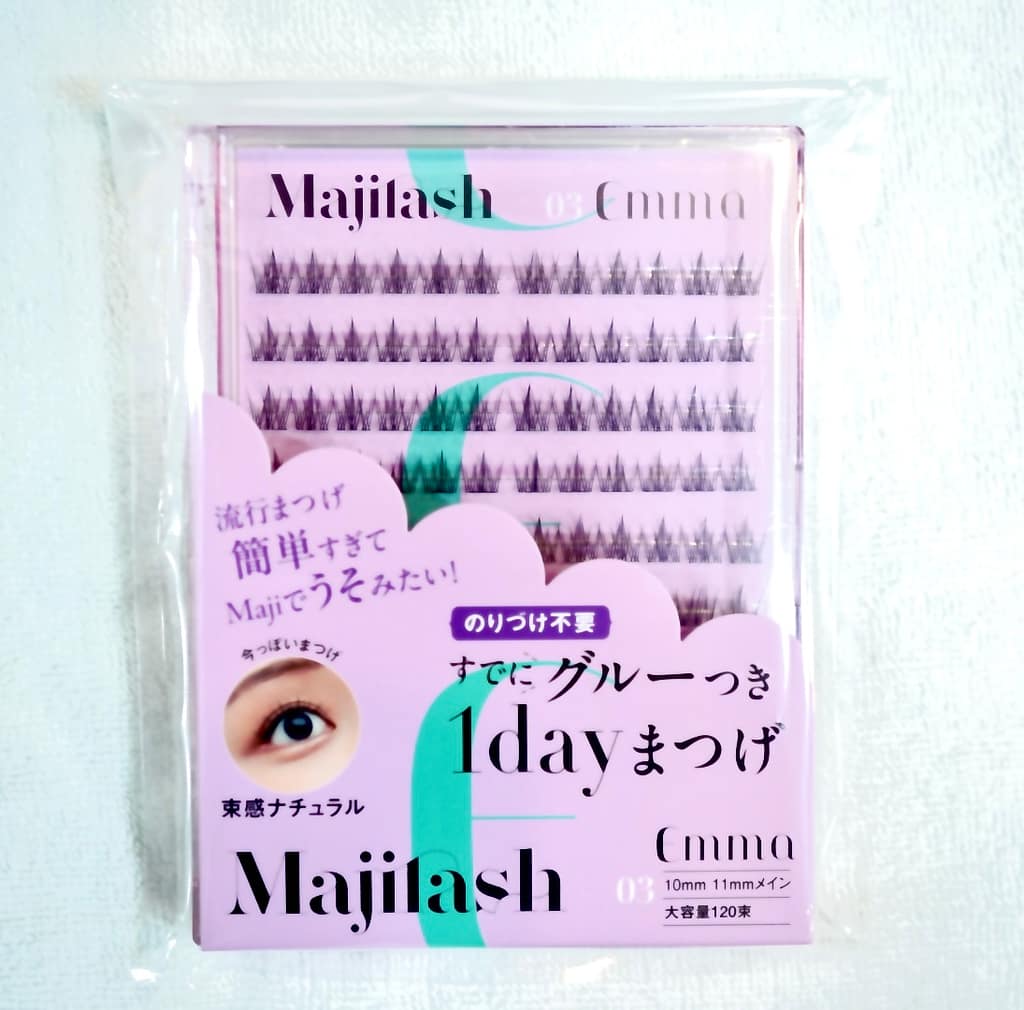 Majilash 03 Emma
流行まつげ
簡単すぎて
Majiでうそみたい!
今っぽいまつげ
束感ナチュラル
のりづけ不要
すでにグルーつき
1dayまつげ
Majilash
03 Emma
10mm 11mmメイン
大容量120束